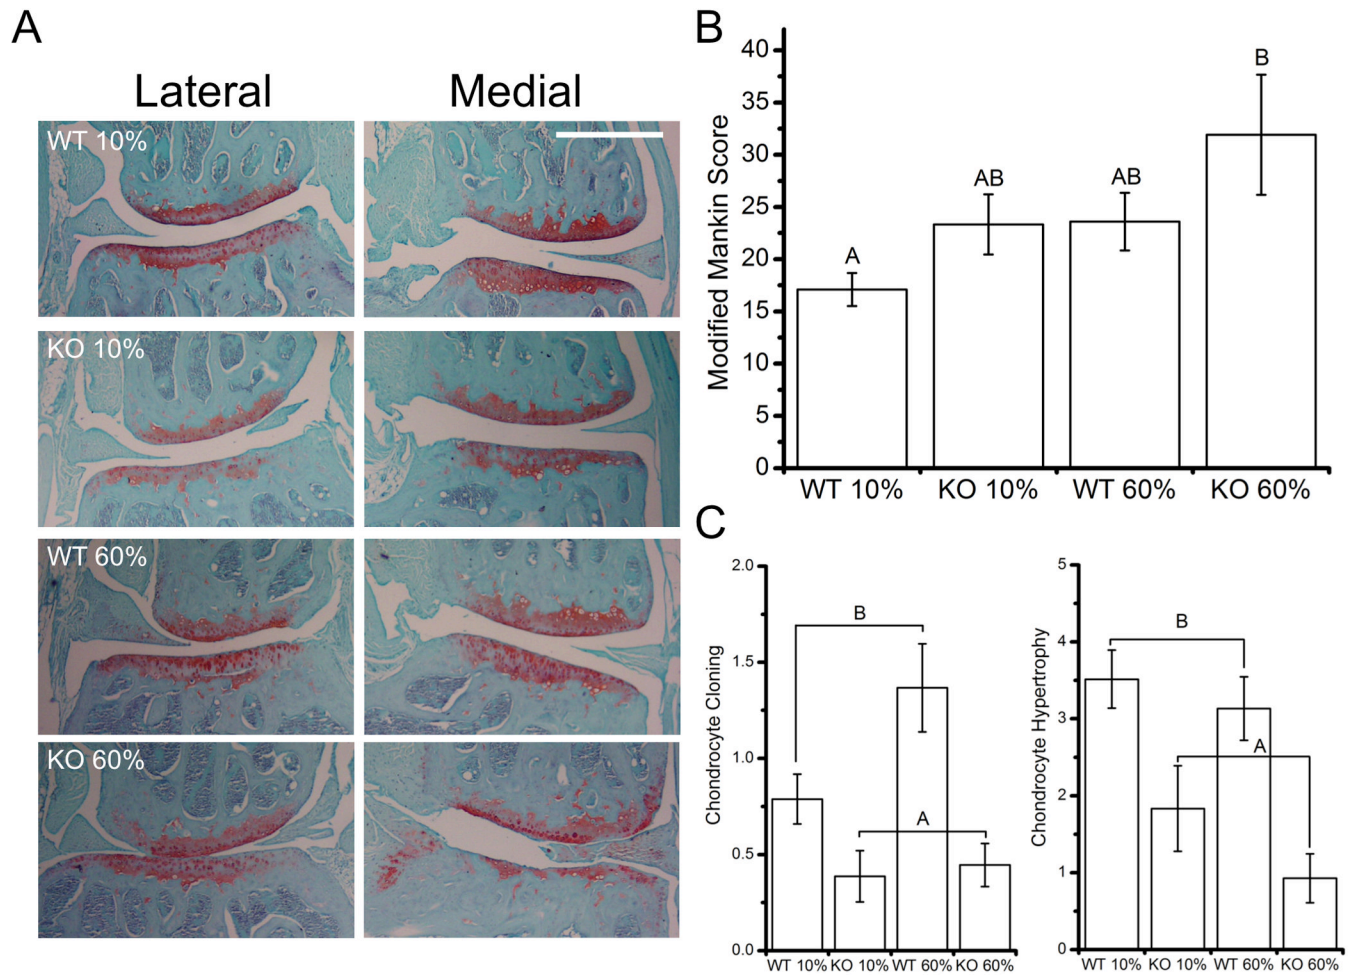 A
Lateral
Medial
WT 10%
KO 10%
WT 60%
KO 60%
B
Modified Mankin Score
40
35
30
25
20
15
10
5
0
A
AB
AB
B
WT 10%
KO 10%
WT 60%
KO 60%
C
Chondrocyte Cloning
2.0
1.5
1.0
0.5
0.0
B
A
WT 10%
KO 10%
WT 60%
KO 60%
Chondrocyte Hypertrophy
5
4
3
2
1
0
B
A
WT 10%
KO 10%
WT 60%
KO 60%